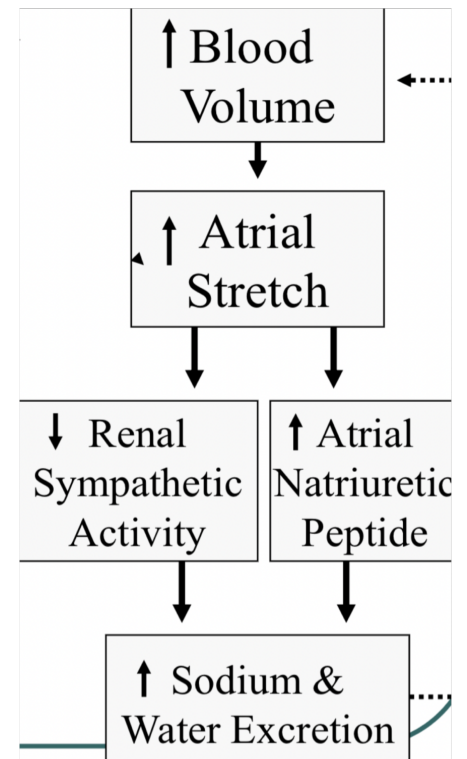 ↑ Blood
Volume
↑ Atrial
Stretch
↓ Renal
Sympathetic
Activity
↑ Atrial
Natriuretic
Peptide
↑ Sodium &
Water Excretion